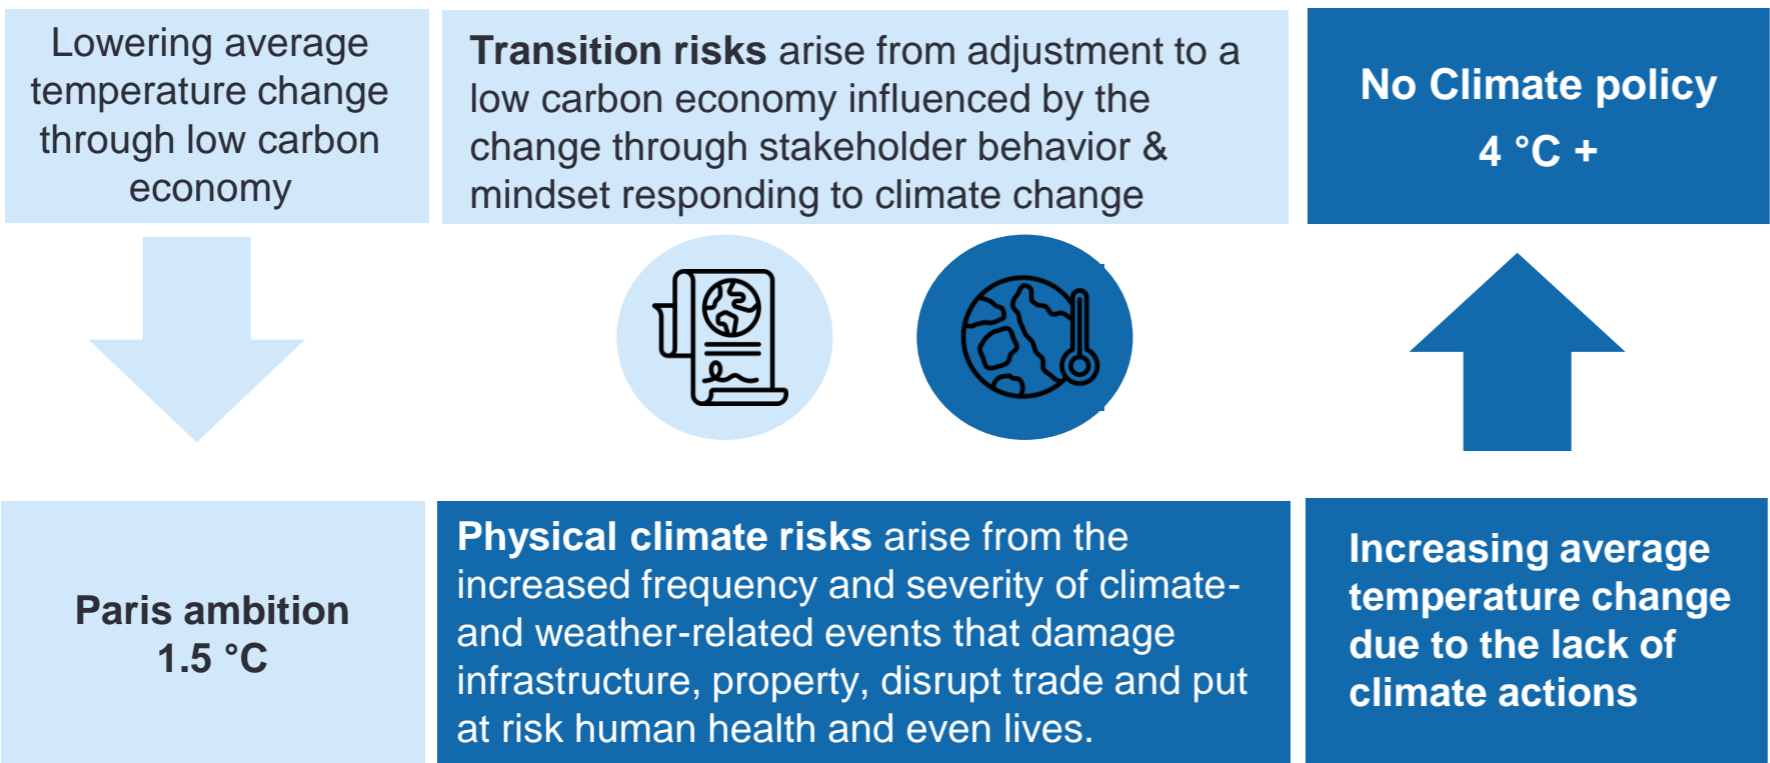 Lowering average
temperature change
through low carbon
economy
Transition risks arise from adjustment to a
low carbon economy influenced by the
change through stakeholder behavior &
mindset responding to climate change
No Climate policy
4 °C +
Paris ambition
1.5 °C
Physical climate risks arise from the
increased frequency and severity of climate-
and weather-related events that damage
infrastructure, property, disrupt trade and put
at risk human health and even lives.
Increasing average
temperature change
due to the lack of
climate actions